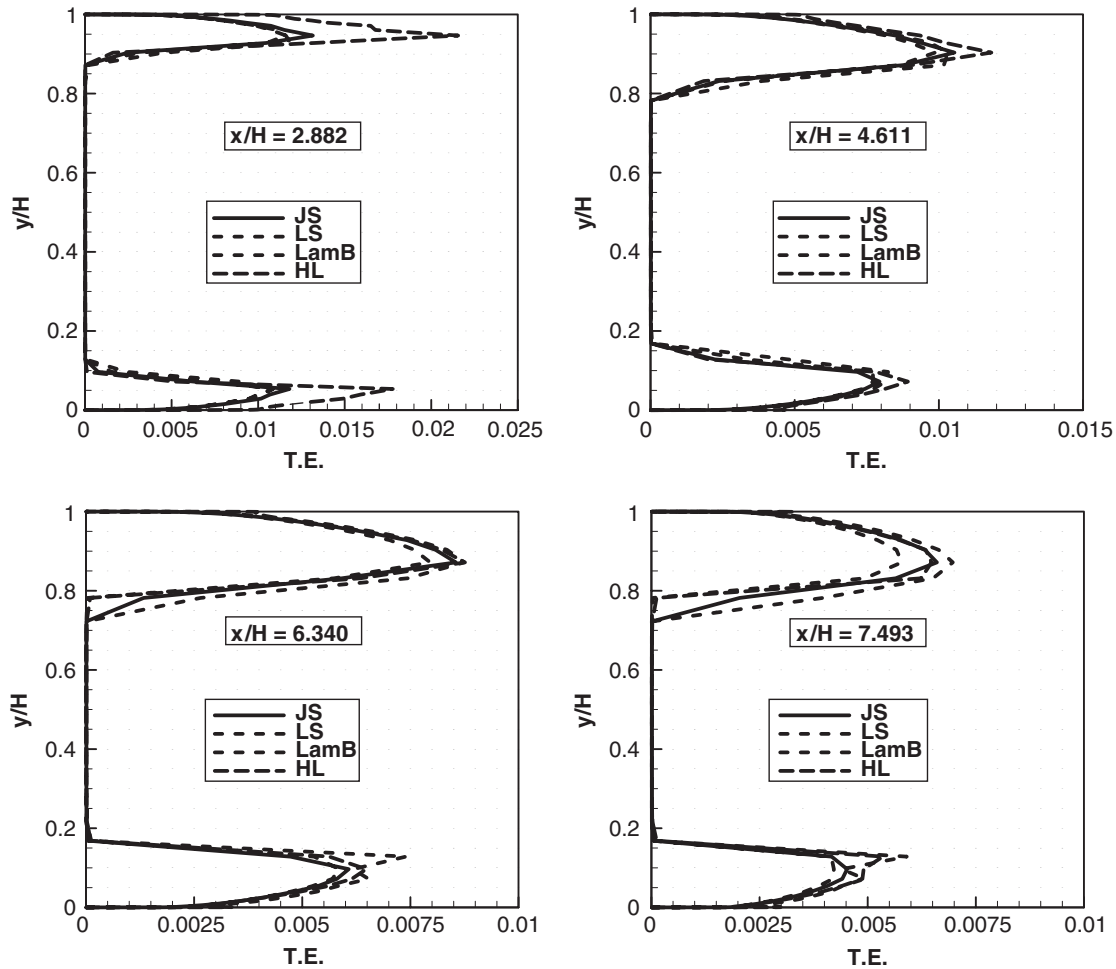 1
0.8
0.6
0.4
0.2
0
y/H
x/H = 2.882
JS
LS
LamB
HL
0 0.005 0.01 0.015 0.02 0.025
T.E.
1
0.8
0.6
0.4
0.2
0
y/H
x/H = 4.611
JS
LS
LamB
HL
0 0.005 0.01 0.015
T.E.
1
0.8
0.6
0.4
0.2
0
y/H
x/H = 6.340
JS
LS
LamB
HL
0 0.0025 0.005 0.0075 0.01
T.E.
1
0.8
0.6
0.4
0.2
0
y/H
x/H = 7.493
JS
LS
LamB
HL
0 0.0025 0.005 0.0075 0.01
T.E.